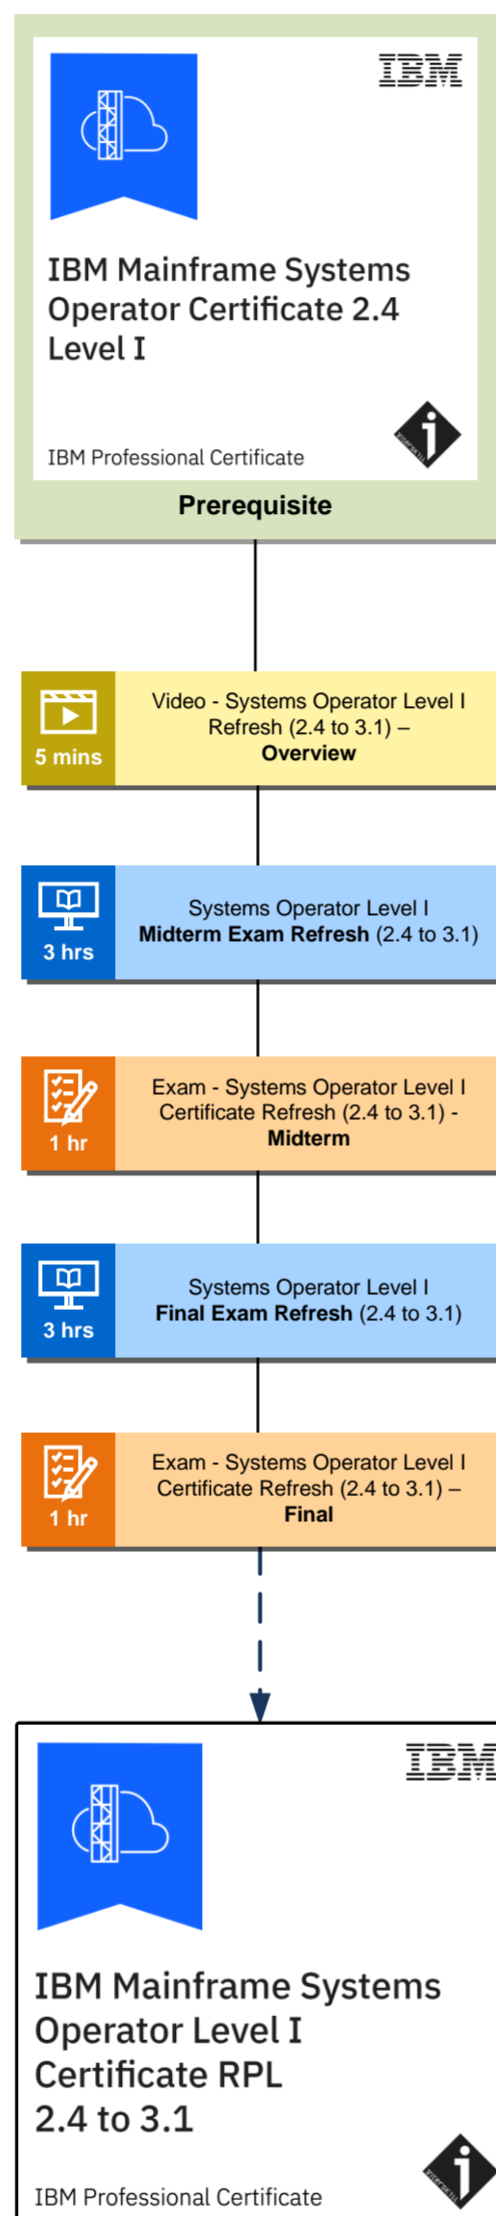 IBM
IBM Mainframe Systems
Operator Certificate 2.4
Level I
IBM Professional Certificate
interskill
Prerequisite
5 mins
Video - Systems Operator Level I
Refresh (2.4 to 3.1) –
Overview
3 hrs
Systems Operator Level I
Midterm Exam Refresh (2.4 to 3.1)
1 hr
Exam - Systems Operator Level I
Certificate Refresh (2.4 to 3.1) -
Midterm
3 hrs
Systems Operator Level I
Final Exam Refresh (2.4 to 3.1)
1 hr
Exam - Systems Operator Level I
Certificate Refresh (2.4 to 3.1) –
Final
IBM
IBM Mainframe Systems
Operator Level I
Certificate RPL
2.4 to 3.1
IBM Professional Certificate
interskill